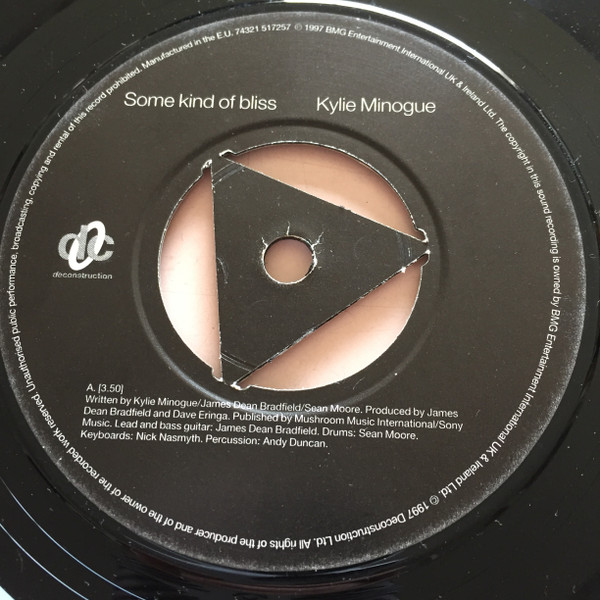 Some kind of bliss Kylie Minogue
deconstruction
A. [3.50]
Written by Kylie Minogue/James Dean Bradfield/Sean Moore. Produced by James
Dean Bradfield and Dave Eringa. Published by Mushroom Music International/Sony
Music. Lead and bass guitar: James Dean Bradfield. Drums: Sean Moore.
Keyboards: Nick Nasmyth. Percussion: Andy Duncan.
Manufactured in the E.U. 74321 517257 © 1997 BMG Entertainment International UK & Ireland Ltd. The copyright in this sound recording is owned by BMG Entertainment International UK & Ireland Ltd. © 1997 Deconstruction Ltd. All rights of the producer and of the owner of the recorded work reserved. Unauthorised public performance, broadcasting, copying and rental of this record prohibited.